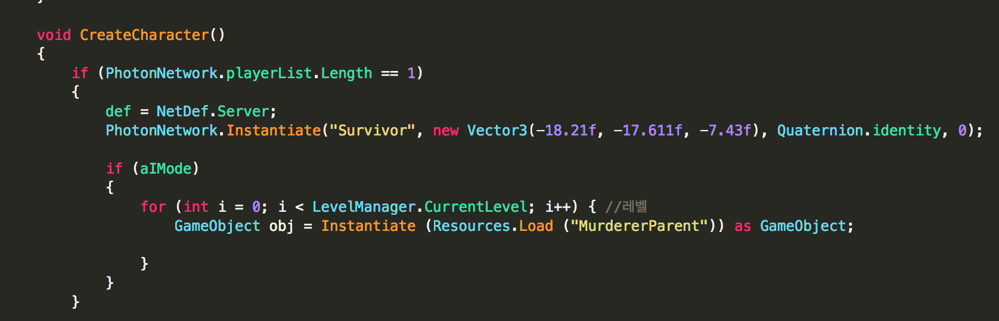 }
void CreateCharacter()
{
if (PhotonNetwork.playerList.Length == 1)
{
def = NetDef.Server;
PhotonNetwork.Instantiate("Survivor", new Vector3(-18.21f, -17.611f, -7.43f), Quaternion.identity, 0);
if (aIMode)
{
for (int i = 0; i < LevelManager.CurrentLevel; i++) { //레벨
GameObject obj = Instantiate (Resources.Load ("MurdererParent")) as GameObject;
}
}
}